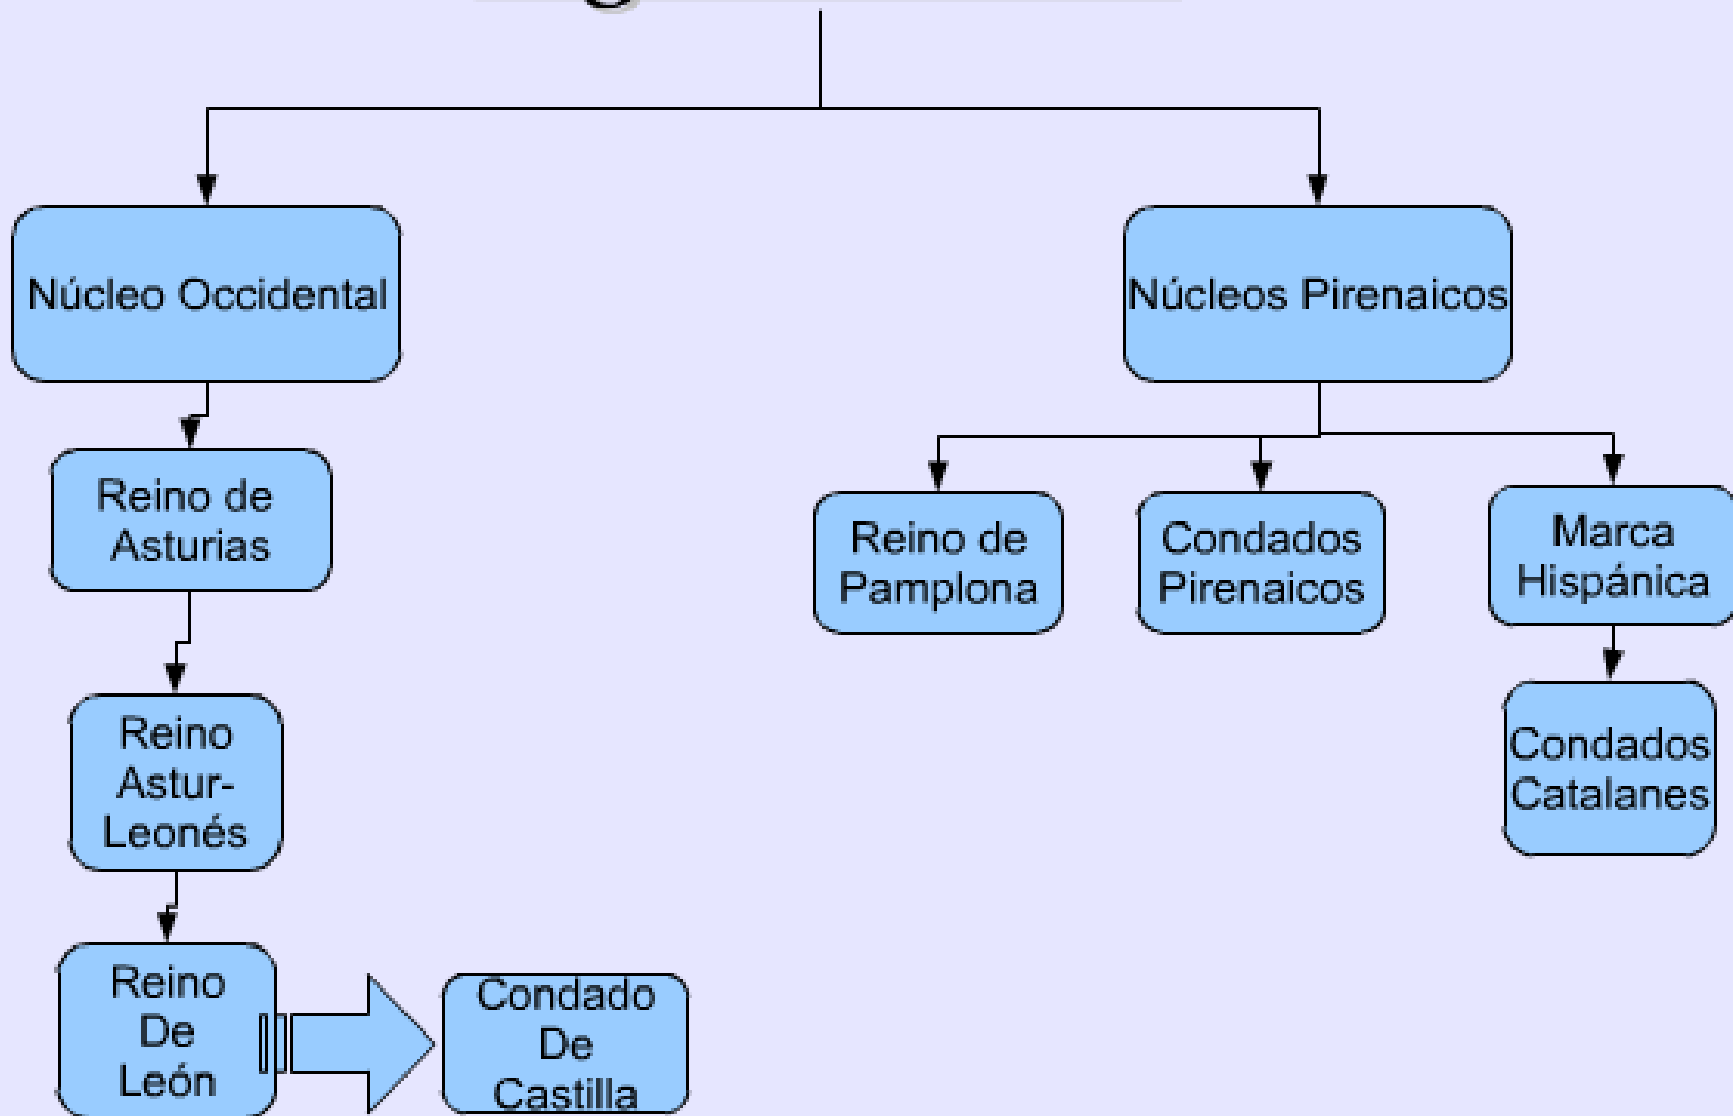 Núcleo Occidental
Núcleos Pirenaicos
Reino de
Asturias
Reino
Astur-
Leonés
Reino
De
León
Condado
De
Castilla
Reino de
Pamplona
Condados
Pirenaicos
Marca
Hispánica
Condados
Catalanes